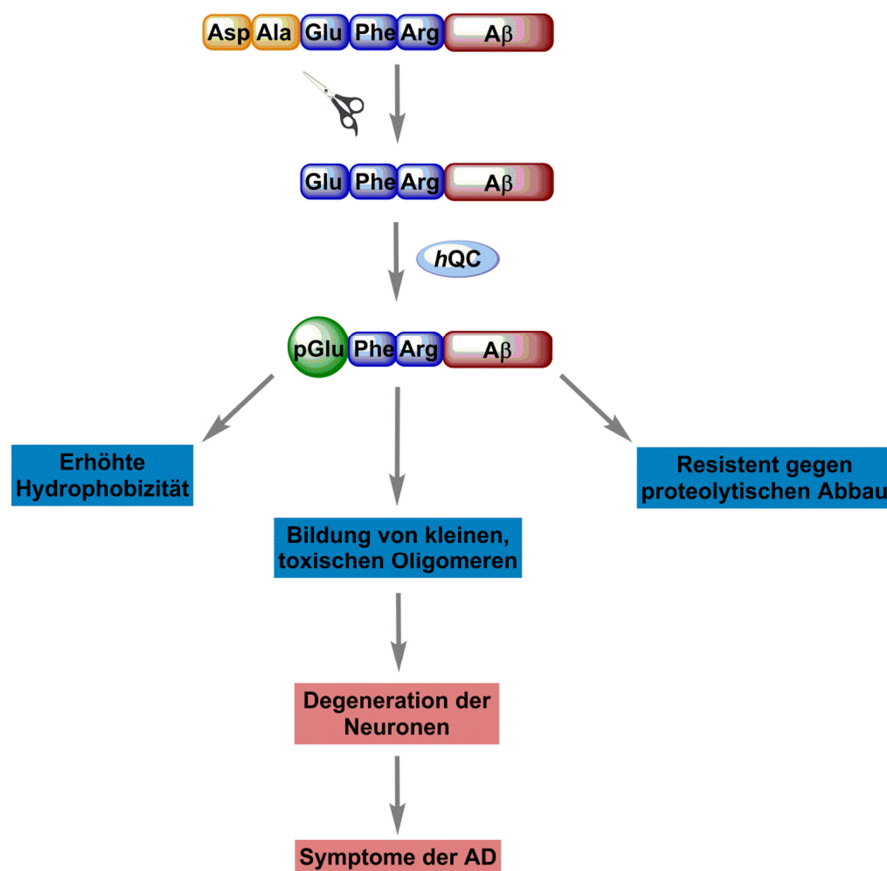 Asp Ala Glu Phe Arg Aβ
Glu Phe Arg Aβ
hQC
pGlu Phe Arg Aβ
Erhöhte
Hydrophobizität
Resistent gegen
proteolytischen Abbau
Bildung von kleinen,
toxischen Oligomeren
Degeneration der
Neuronen
Symptome der AD